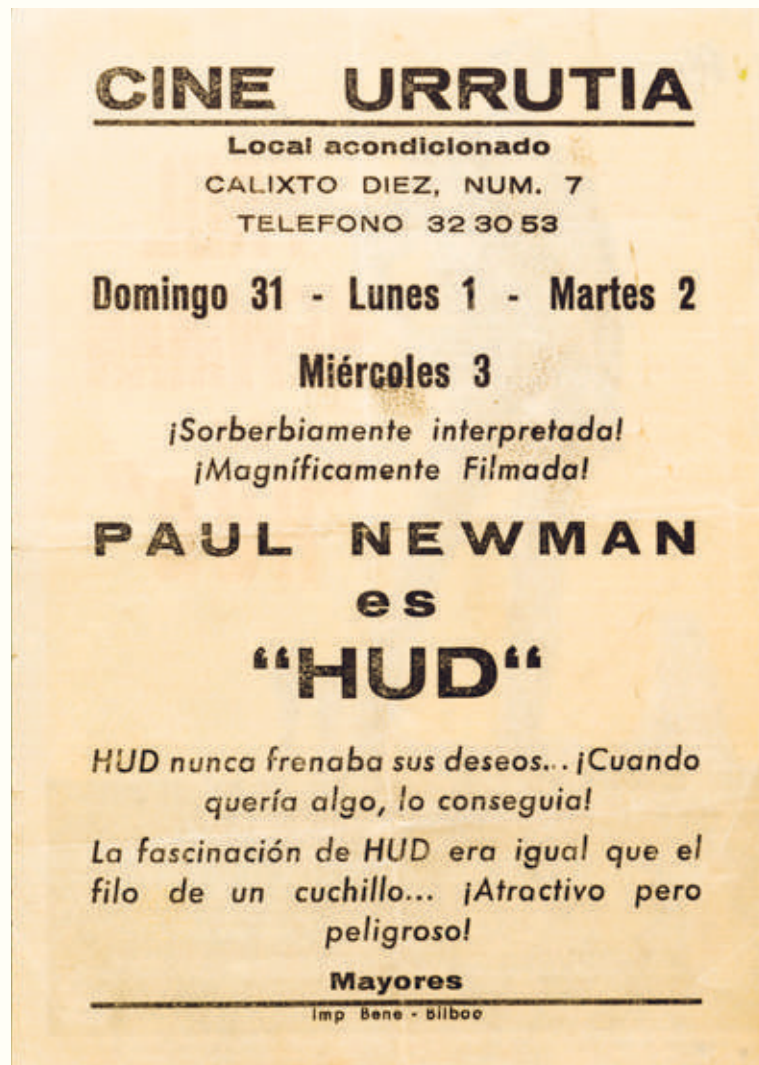 CINE URRUTIA
Local acondicionado
CALIXTO DIEZ, NUM. 7
TELEFONO 32 30 53
Domingo 31 - Lunes 1 - Martes 2
Miércoles 3
¡Sorberbiamente interpretada!
¡Magníficamente Filmada!
PAUL NEWMAN
es
“HUD“
HUD nunca frenaba sus deseos... ¡Cuando
quería algo, lo conseguia!
La fascinación de HUD era igual que el
filo de un cuchillo... ¡Atractivo pero
peligroso!
Mayores
Imp Bene - Bilbao